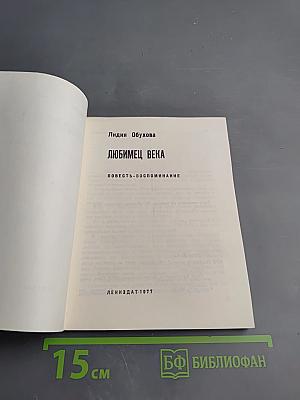 Лидия Обухова
ЛЮБИМЕЦ ВЕКА
ПОВЕСТЬ-ВОСПОМИНАНИЕ
ЛЕНИЗДАТ·1977
15 см
БФ БИБЛИОФАН